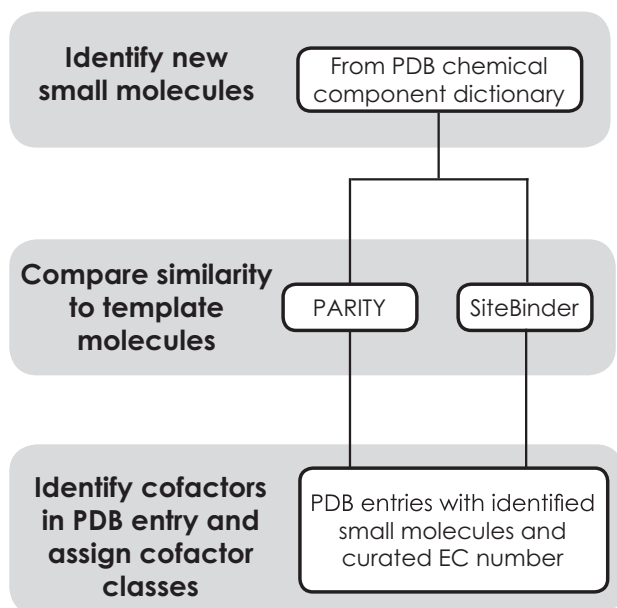 Identify new
small molecules
From PDB chemical
component dictionary
Compare similarity
to template
molecules
PARITY
SiteBinder
Identify cofactors
in PDB entry and
assign cofactor
classes
PDB entries with identified
small molecules and
curated EC number